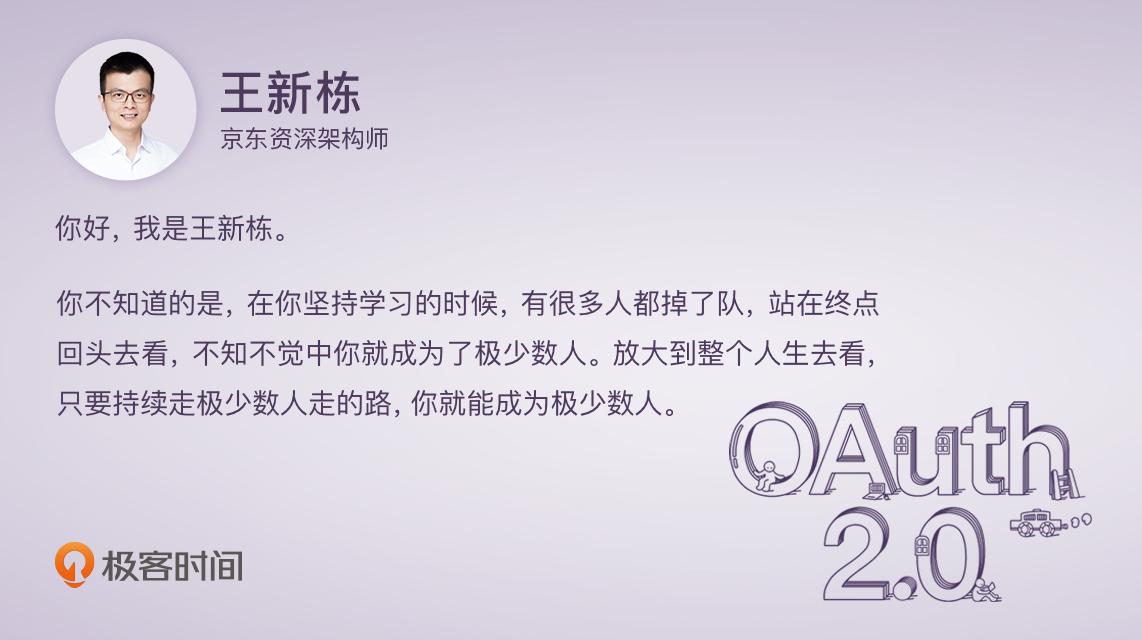 王新栋
京东资深架构师
你好，我是王新栋。
你不知道的是，在你坚持学习的时候，有很多人都掉了队，站在终点
回头去看，不知不觉中你就成为了极少数人。放大到整个人生去看，
只要持续走极少数人走的路，你就能成为极少数人。
OAuth
2.0
极客时间